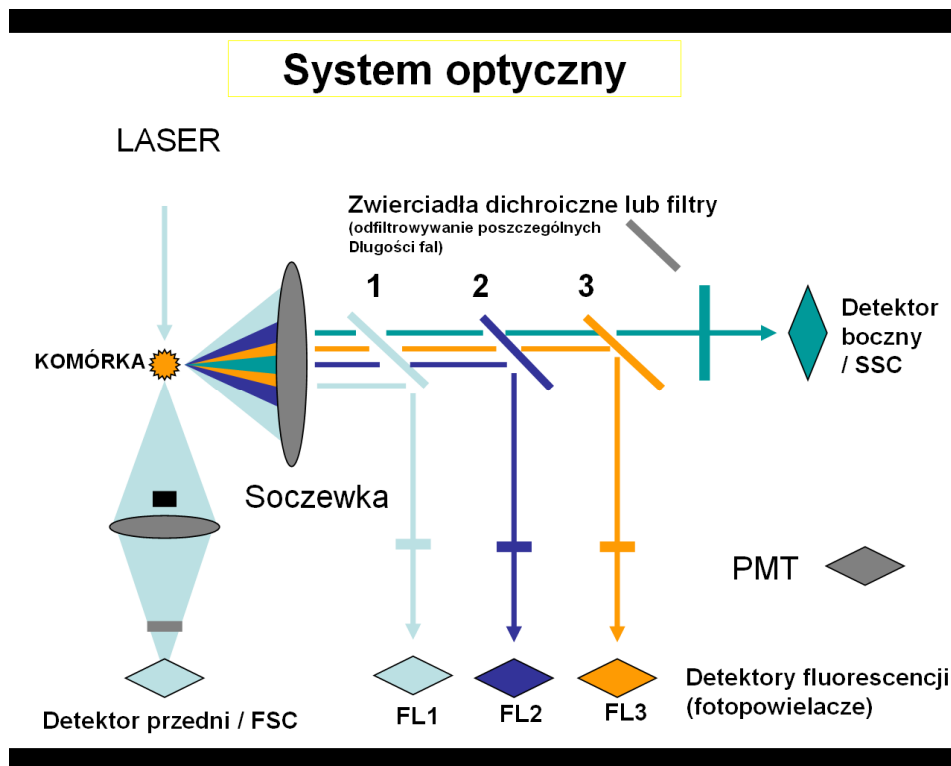 System optyczny
LASER
Zwierciadła dichroiczne lub filtry
(odfiltrowywanie poszczególnych
Dlugości fal)
1
2
3
KOMÓRKA
Detektor
boczny
/ SSC
Soczewka
PMT
Detektor przedni / FSC
FL1
FL2
FL3
Detektory fluorescencji
(fotopowielacze)